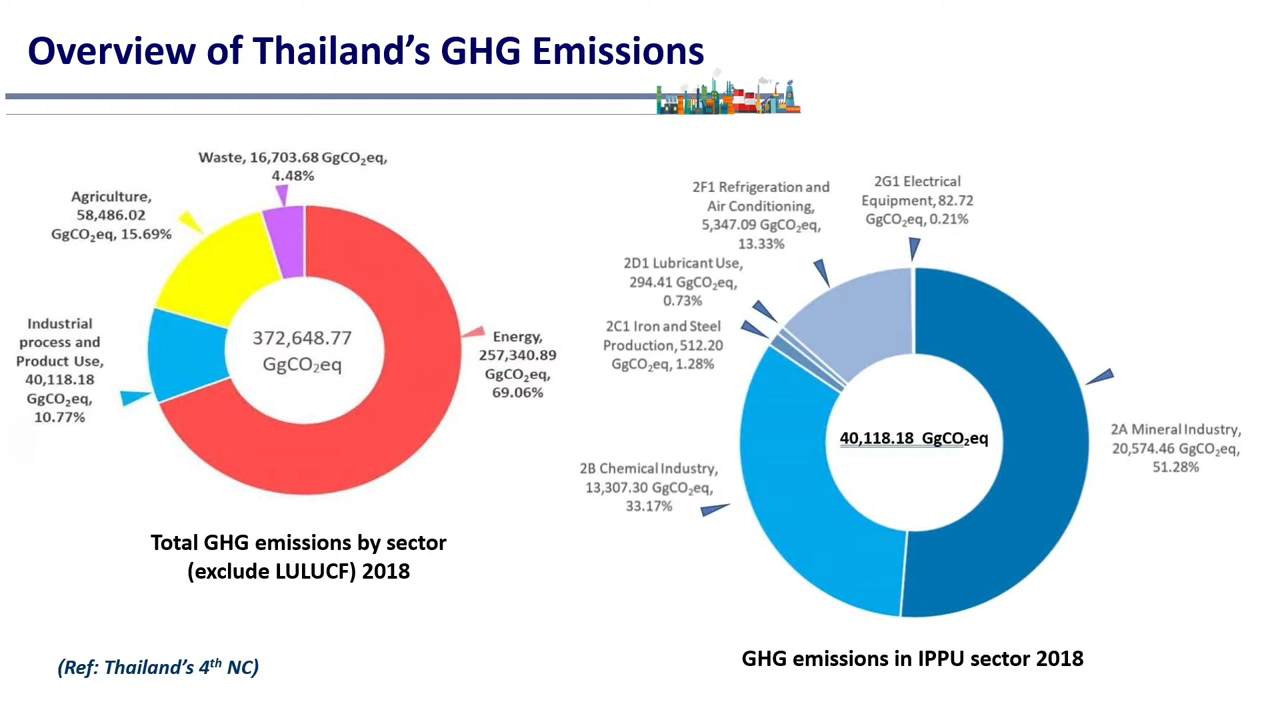 Overview of Thailand’s GHG Emissions
Waste, 16,703.68 GgCO₂eq,
4.48%
Agriculture,
58,486.02
GgCO₂eq, 15.69%
Industrial
process and
Product Use,
40,118.18
GgCO₂eq,
10.77%
372,648.77
GgCO₂eq
Energy,
257,340.89
GgCO₂eq,
69.06%
Total GHG emissions by sector
(exclude LULUCF) 2018
(Ref: Thailand’s 4th NC)
2F1 Refrigeration and
Air Conditioning,
5,347.09 GgCO₂eq,
13.33%
2G1 Electrical
Equipment, 82.72
GgCO₂eq, 0.21%
2D1 Lubricant Use,
294.41 GgCO₂eq,
0.73%
2C1 Iron and Steel
Production, 512.20
GgCO₂eq, 1.28%
40,118.18 GgCO₂eq
2A Mineral Industry,
20,574.46 GgCO₂eq,
51.28%
2B Chemical Industry,
13,307.30 GgCO₂eq,
33.17%
GHG emissions in IPPU sector 2018